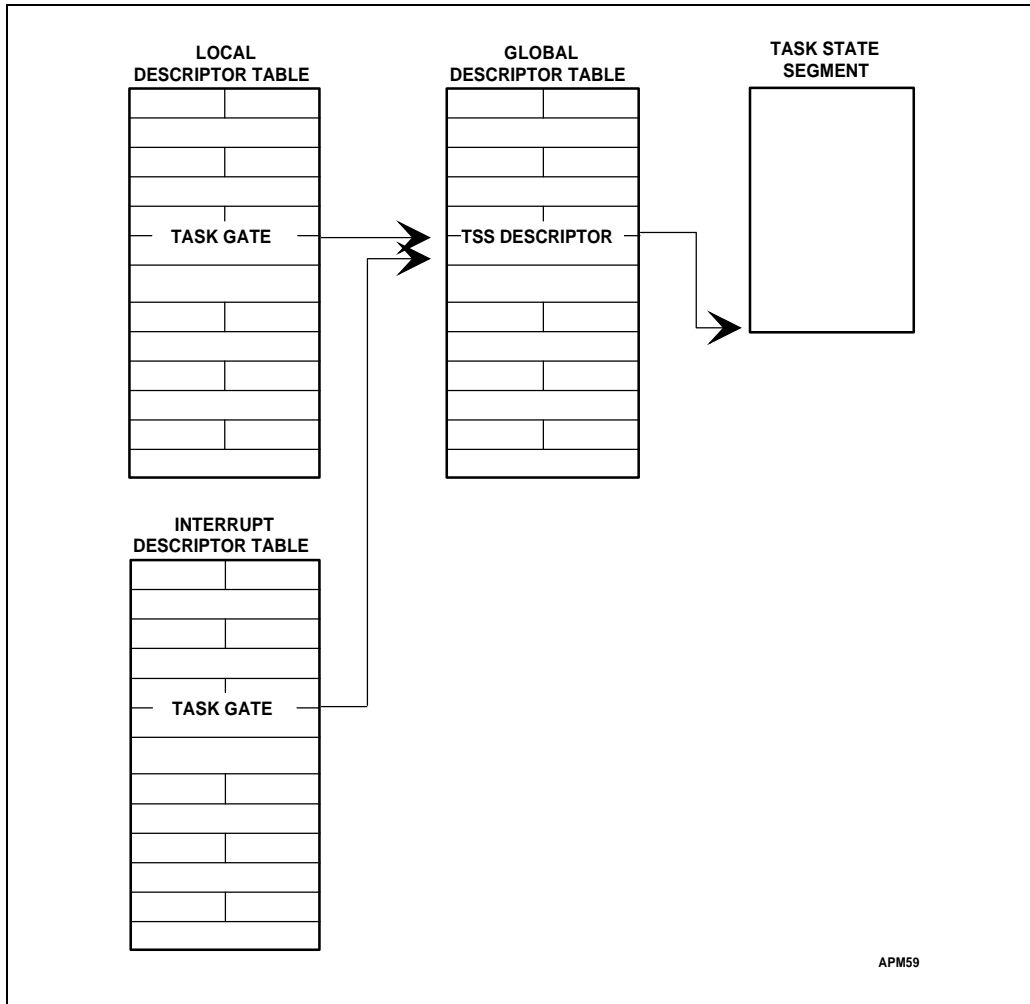 LOCAL
DESCRIPTOR TABLE
GLOBAL
DESCRIPTOR TABLE
TASK STATE
SEGMENT
TASK GATE
TSS DESCRIPTOR
INTERRUPT
DESCRIPTOR TABLE
TASK GATE
APM59